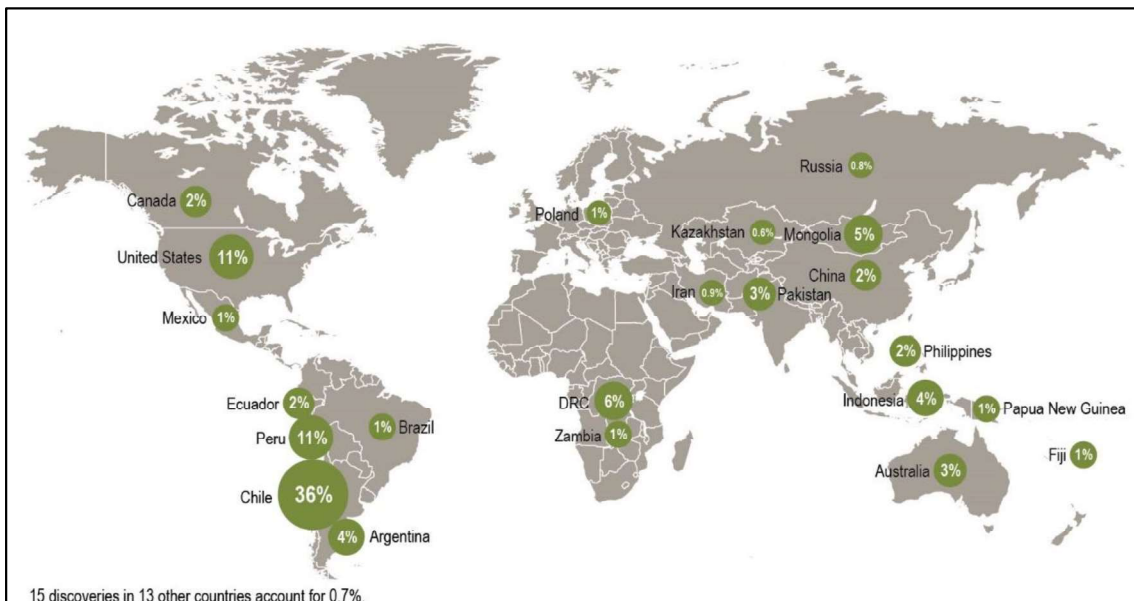 Russia 0.8%
Canada 2%
Poland 1%
Kazakhstan 0.6%
Mongolia 5%
United States 11%
China 2%
Iran 0.9%
3% Pakistan
Mexico 1%
2% Philippines
Ecuador 2%
DRC 6%
Indonesia 4%
1% Papua New Guinea
1% Brazil
Peru 11%
Zambia 1%
Fiji 1%
Australia 3%
Chile 36%
4% Argentina
15 discoveries in 13 other countries account for 0.7%.